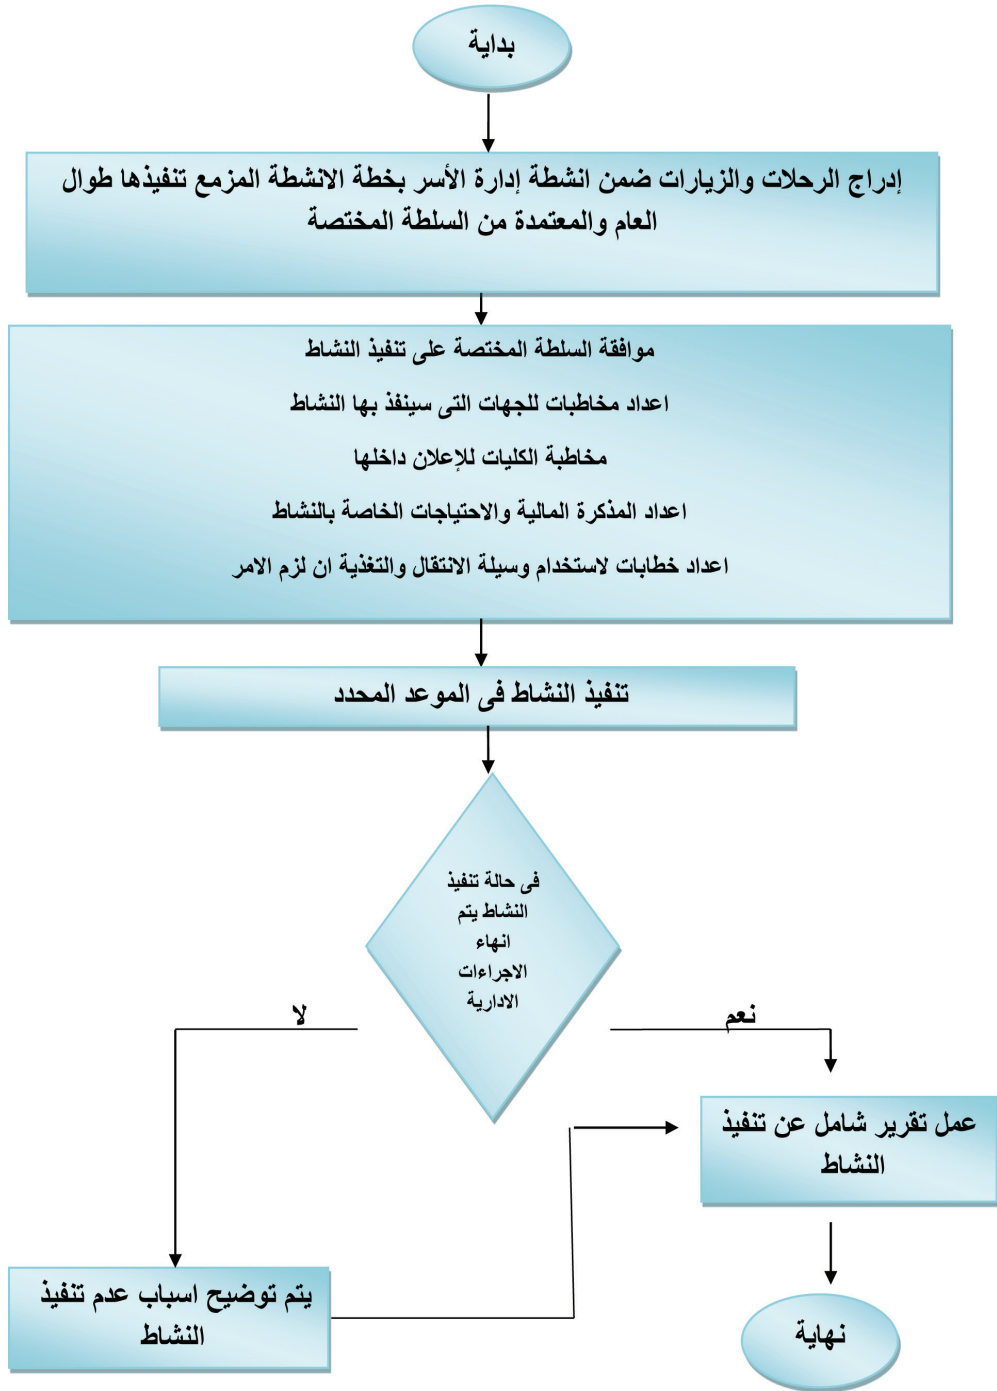 بداية
إدراج الرحلات والزيارات ضمن انشطة إدارة الأسر بخطة الانشطة المزمع تنفيذها طوال
العام والمعتمدة من السلطة المختصة
موافقة السلطة المختصة على تنفيذ النشاط
اعداد مخاطبات للجهات التى سينفذ بها النشاط
مخاطبة الكليات للإعلان داخلها
اعداد المذكرة المالية والاحتياجات الخاصة بالنشاط
اعداد خطابات لاستخدام وسيلة الانتقال والتغذية ان لزم الامر
تنفيذ النشاط فى الموعد المحدد
فى حالة تنفيذ
النشاط يتم
انهاء
الاجراءات
الادارية
نعم
لا
عمل تقرير شامل عن تنفيذ
النشاط
يتم توضيح اسباب عدم تنفيذ
النشاط
نهاية